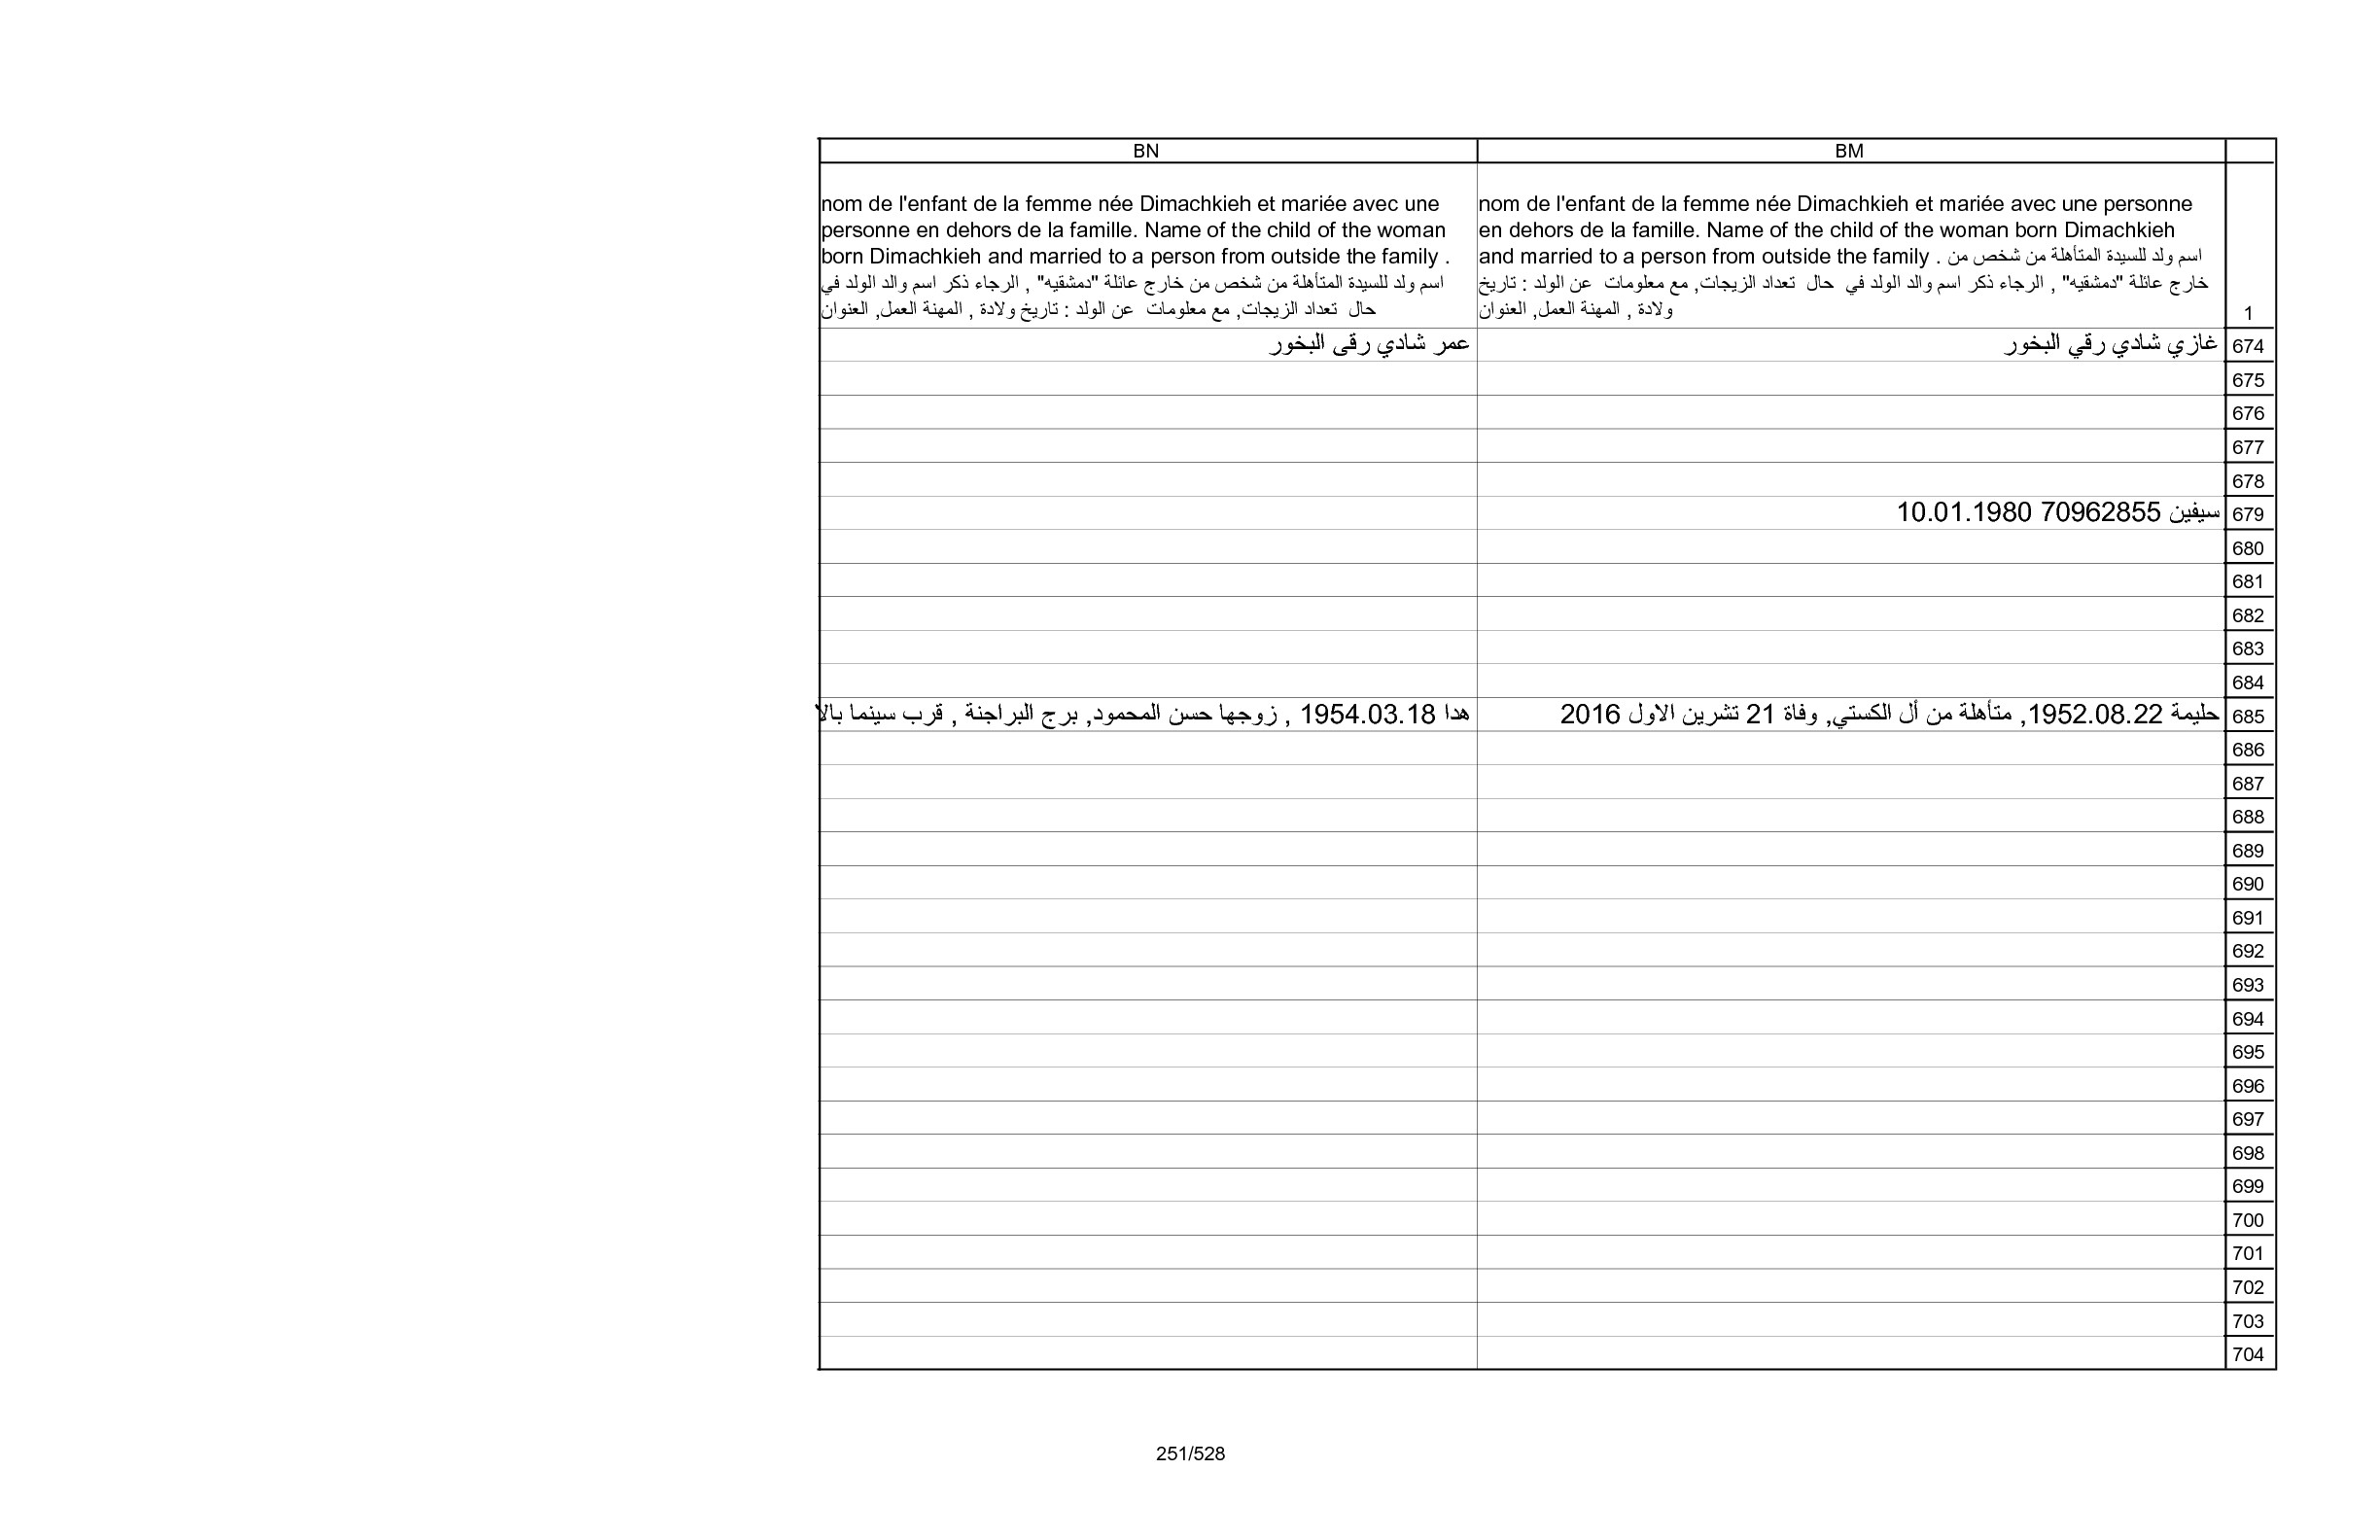 BM
BN
nom de l'enfant de la femme née Dimachkieh et mariée avec une personne
en dehors de la famille. Name of the child of the woman born Dimachkieh
and married to a person from outside the family . اسم ولد للسيدة المتأهلة من شخص من
خارج عائلة "دمشقيه" , الرجاء ذكر اسم والد الولد في حال تعداد الزيجات, مع معلومات عن الولد : تاريخ
ولادة , المهنة العمل, العنوان
nom de l'enfant de la femme née Dimachkieh et mariée avec une
personne en dehors de la famille. Name of the child of the woman
born Dimachkieh and married to a person from outside the family .
اسم ولد للسيدة المتأهلة من شخص من خارج عائلة "دمشقيه" , الرجاء ذكر اسم والد الولد في
حال تعداد الزيجات, مع معلومات عن الولد : تاريخ ولادة , المهنة العمل, العنوان
1
674 غازي شادي رقي البخور عمر شادي رقى البخور
675
676
677
678
679 سيفين 70962855 10.01.1980
680
681
682
683
684
685 حليمة 1952.08.22, متأهلة من أل الكستي, وفاة 21 تشرين الاول 2016 هدا 1954.03.18 , زوجها حسن المحمود, برج البراجنة , قرب سينما بالا
686
687
688
689
690
691
692
693
694
695
696
697
698
699
700
701
702
703
704
251/528